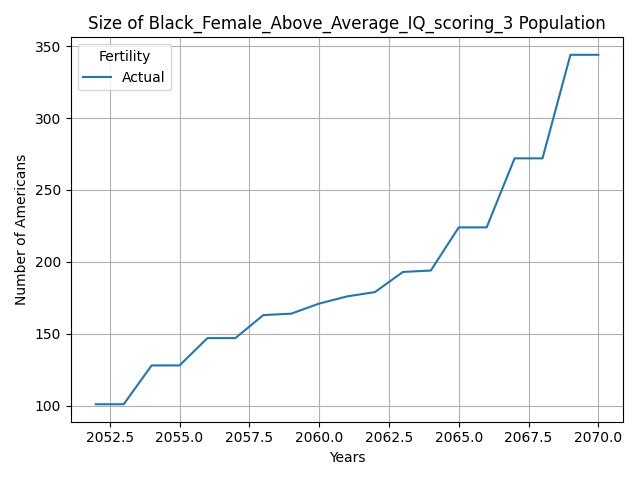 Size of Black_Female_Above_Average_IQ_scoring_3 Population
Fertility
Actual
350
300
250
200
150
100
Number of Americans
2052.5 2055.0 2057.5 2060.0 2062.5 2065.0 2067.5 2070.0
Years